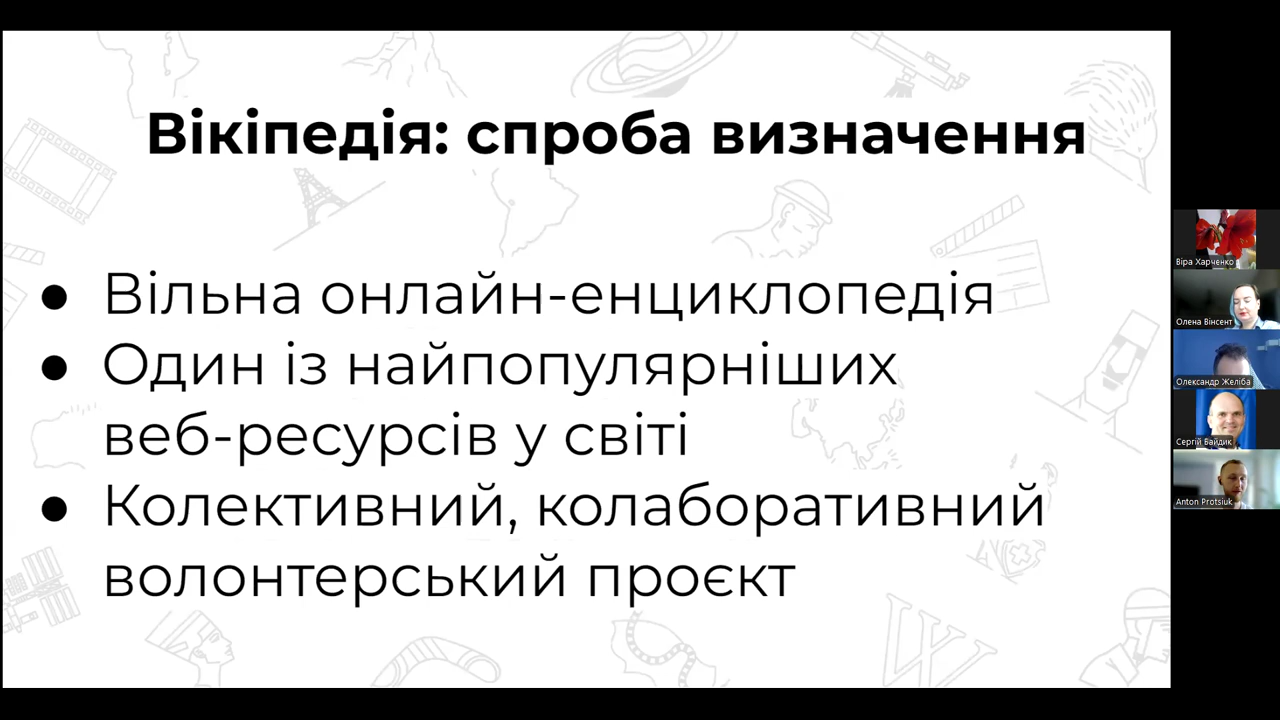 Вікіпедія: спроба визначення
● Вільна онлайн-енциклопедія
● Один із найпопулярніших
веб-ресурсів у світі
● Колективний, колаборативний
волонтерський проєкт
Віра Харченко
Олена Вінсент
Олександр Желіба
Сергій Вайдик
Anton Protsiuk